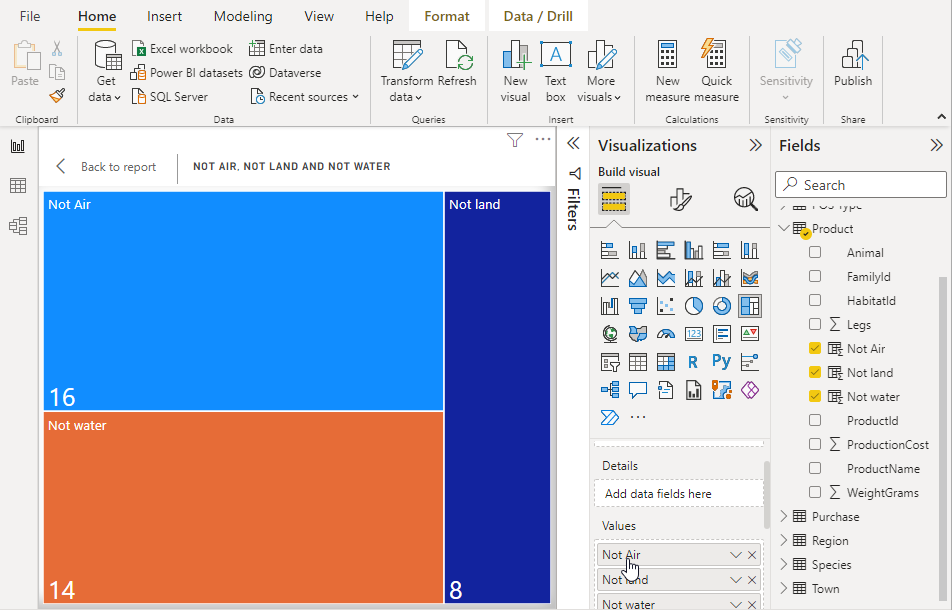 File Home Insert Modeling View Help Format Data / Drill
Paste
Get data
Excel workbook
Power BI datasets
SQL Server
Enter data
Dataverse
Recent sources
Transform data
Refresh
New visual
Text box
A
More visuals
New measure
Quick measure
Sensitivity
Publish
Clipboard Data Queries Insert Calculations Sensitivity Share
Back to report
NOT AIR, NOT LAND AND NOT WATER
Not Air
16
Not land
8
Not water
14
Filters
Visualizations
Build visual
123
R Py
Details
Add data fields here
Values
Not Air
Not land
Not water
Fields
Search
POS Type
Product
Animal
FamilyId
HabitatId
Σ Legs
Not Air
Not land
Not water
ProductId
Σ ProductionCost
ProductName
Σ WeightGrams
Purchase
Region
Species
Town